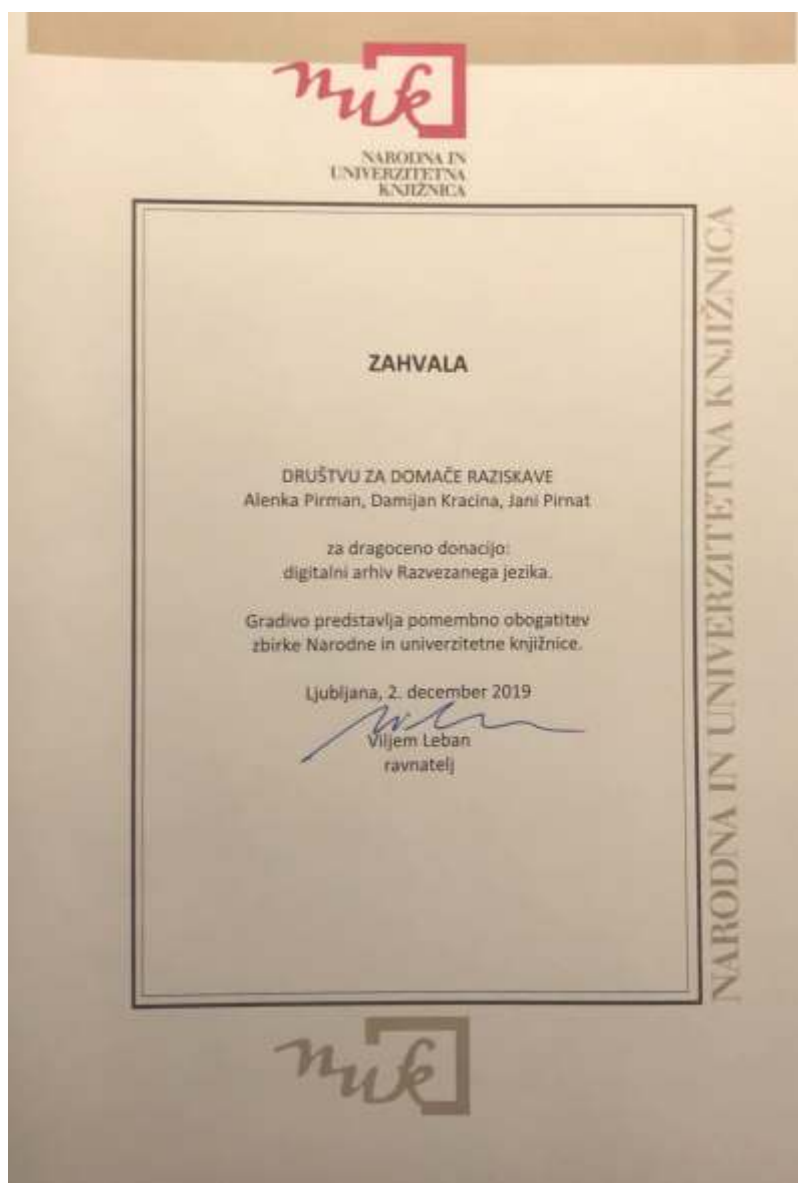 nuk
NARODNA IN
UNIVERZITETNA
KNJIŽNICA
ZAHVALA
DRUŠTVU ZA DOMAČE RAZISKAVE
Alenka Pirman, Damijan Kracina, Jani Pirnat
za dragoceno donacijo:
digitalni arhiv Razvezanega jezika.
Gradivo predstavlja pomembno obogatitev
zbirke Narodne in univerzitetne knjižnice.
Ljubljana, 2. december 2019
Viljem Leban
ravnatelj
NARODNA IN UNIVERZITETNA KNJIŽNICA
nuk